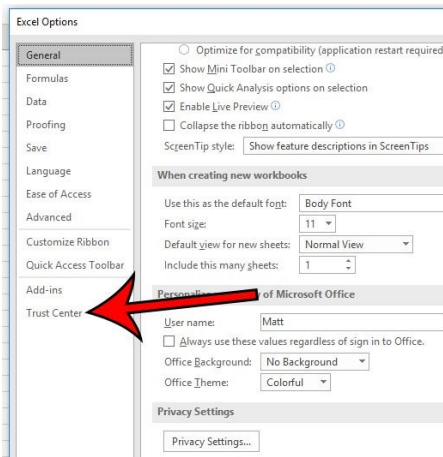 Excel Options
General
Formulas
Data
Proofing
Save
Language
Ease of Access
Advanced
Customize Ribbon
Quick Access Toolbar
Add-ins
Trust Center
Optimize for compatibility (application restart required
Show Mini Toolbar on selection
Show Quick Analysis options on selection
Enable Live Preview
Collapse the ribbon automatically
ScreenTip style: Show feature descriptions in ScreenTips
When creating new workbooks
Use this as the default font: Body Font
Font size: 11
Default view for new sheets: Normal View
Include this many sheets: 1
of Microsoft Office
User name: Matt
Always use these values regardless of sign in to Office.
Office Background: No Background
Office Theme: Colorful
Privacy Settings
Privacy Settings...